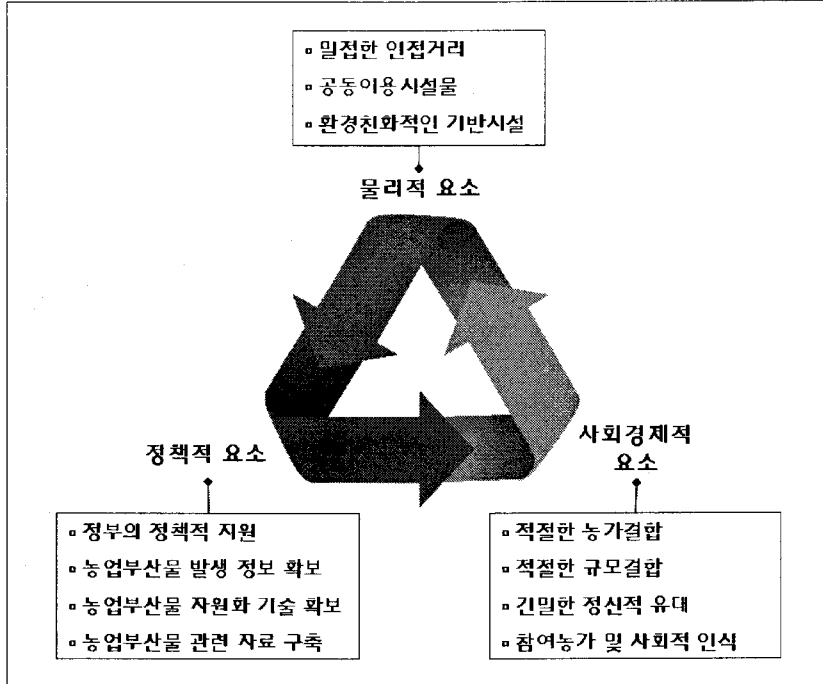 ▫ 밀접한 인접거리
▫ 공동이용시설물
▫ 환경친화적인 기반시설
물리적 요소
정책적 요소
▫ 정부의 정책적 지원
▫ 농업부산물 발생 정보 확보
▫ 농업부산물 자원화 기술 확보
▫ 농업부산물 관련 자료 구축
사회경제적
요소
▫ 적절한 농가결합
▫ 적절한 규모결합
▫ 긴밀한 정신적 유대
▫ 참여농가 및 사회적 인식